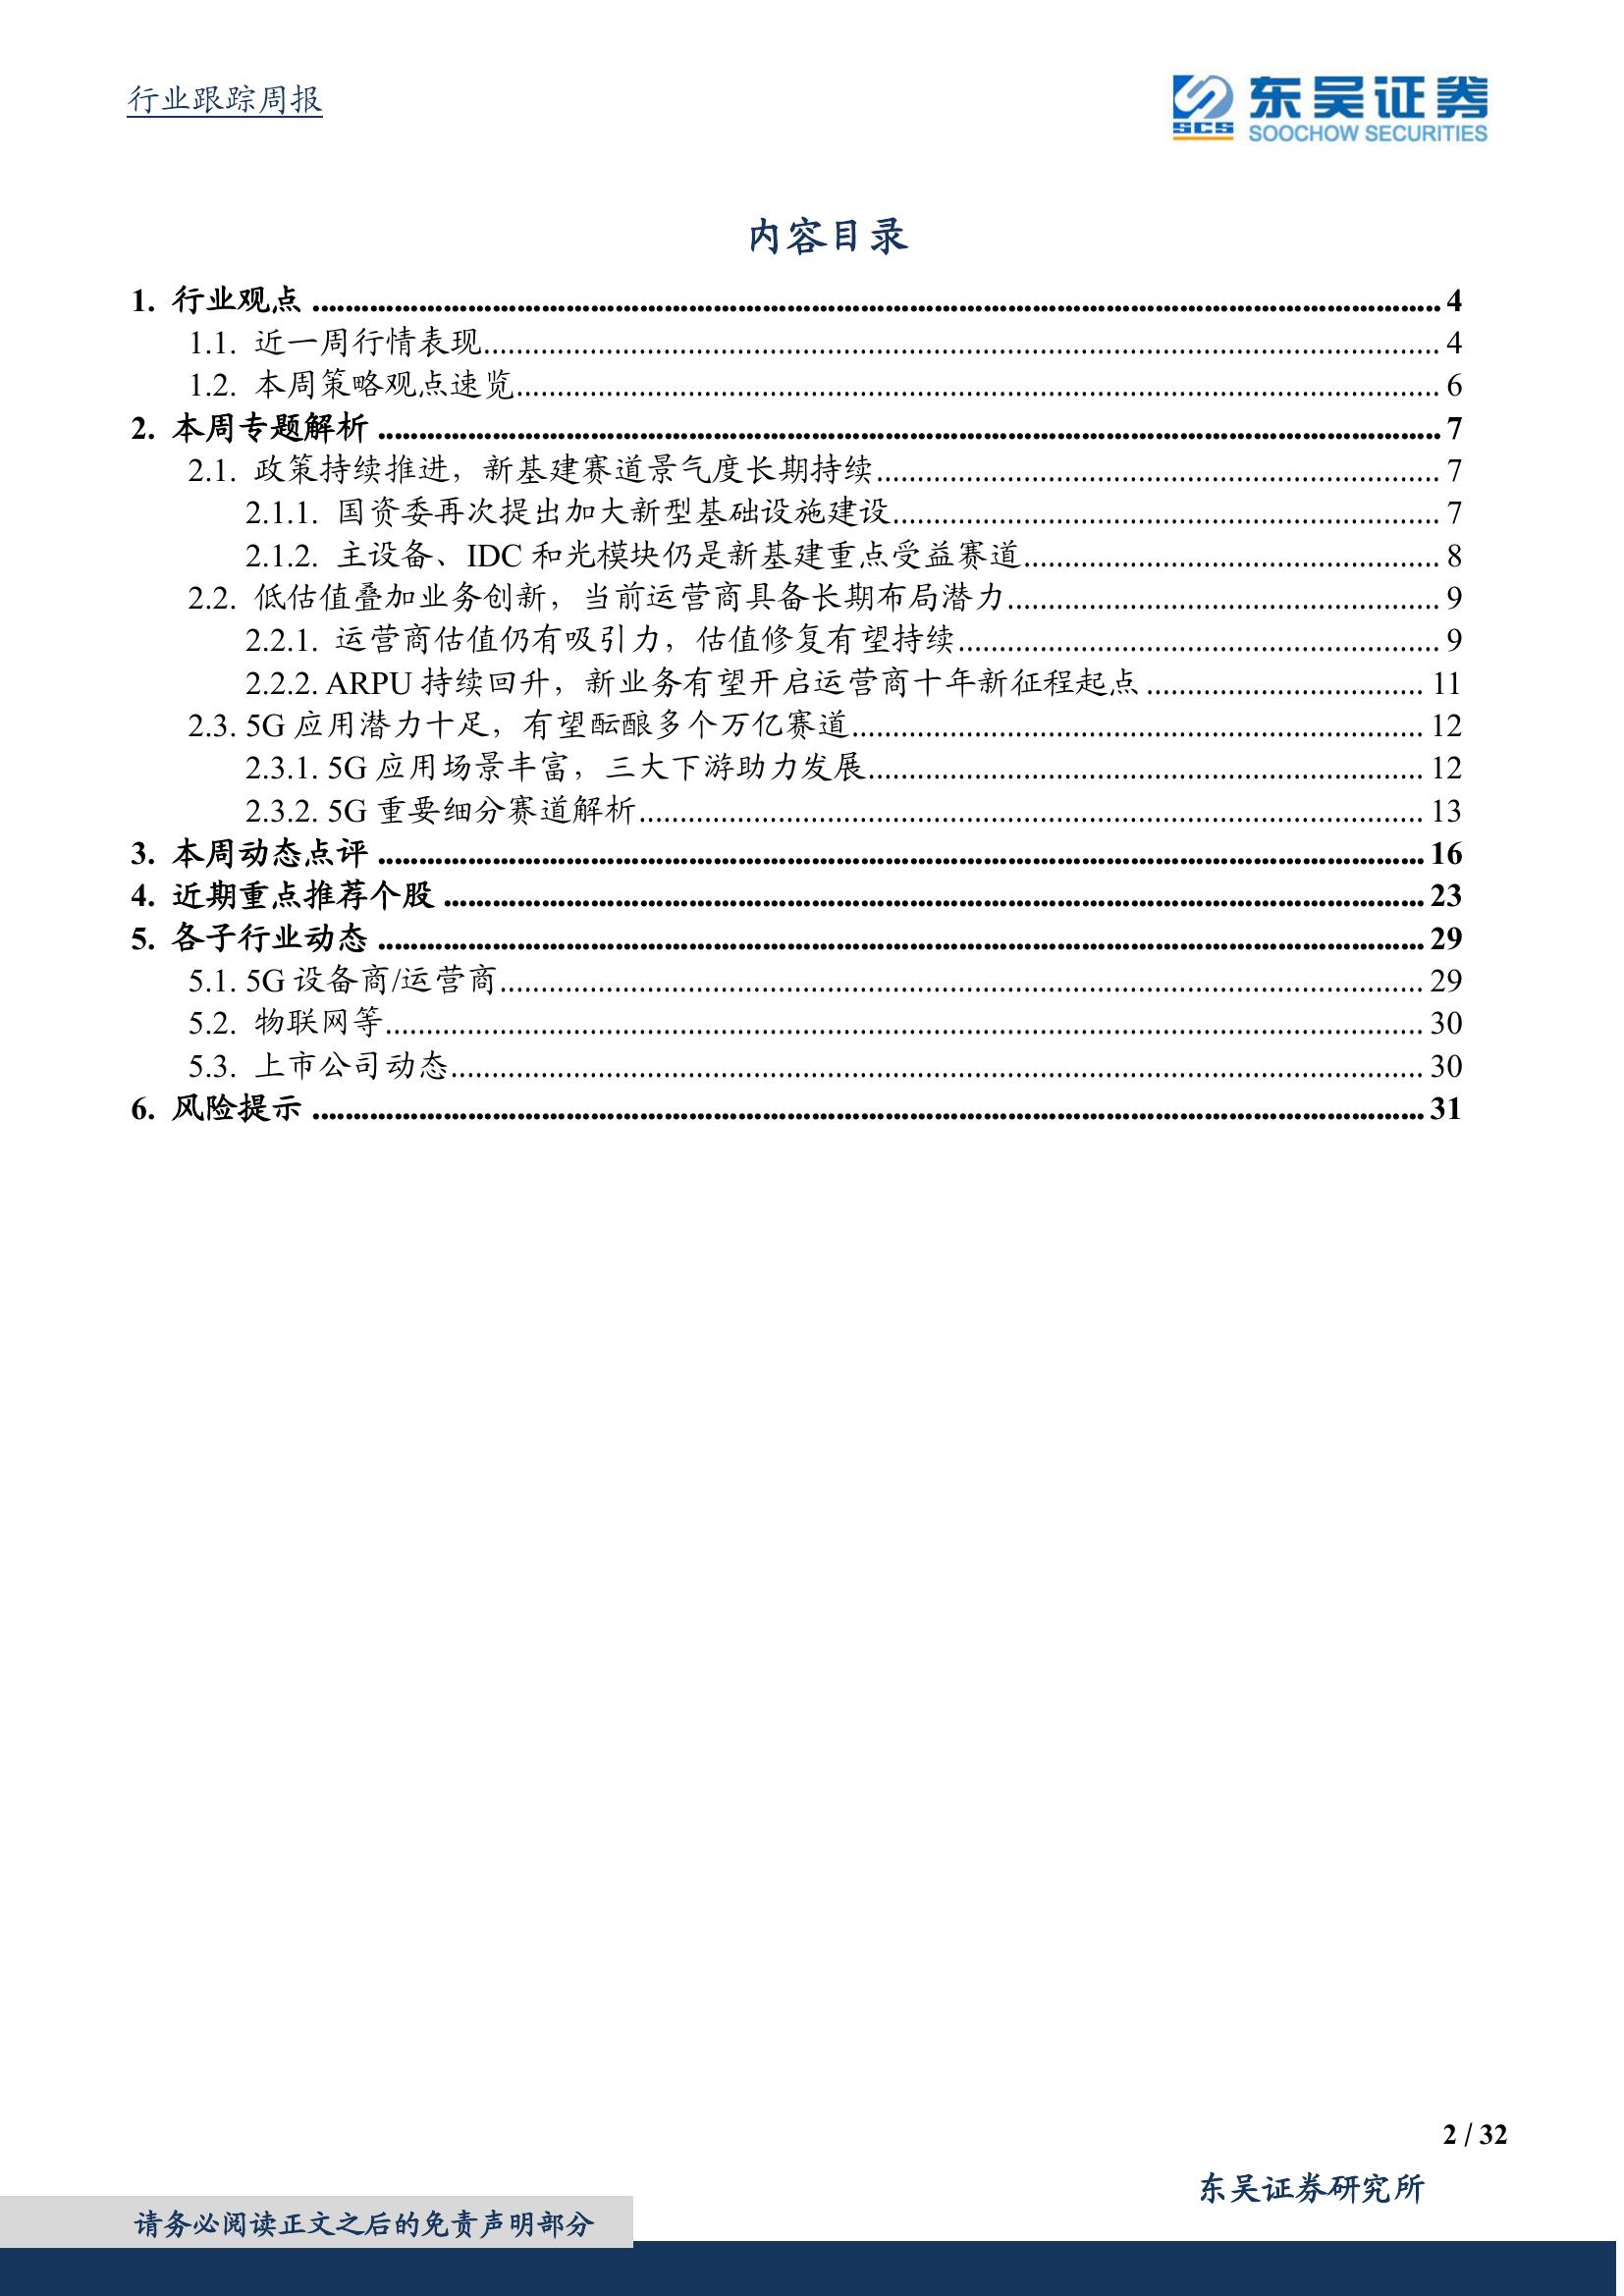 行业跟踪周报
东吴证券
SCS
SOOCHOW SECURITIES
内容目录
1. 行业观点 ........................................ 4
1.1. 近一周行情表现........................................ 4
1.2. 本周策略观点速览........................................ 6
2. 本周专题解析 ........................................ 7
2.1. 政策持续推进，新基建赛道景气度长期持续........................................ 7
2.1.1. 国资委再次提出加大新型基础设施建设........................................ 7
2.1.2. 主设备、IDC 和光模块仍是新基建重点受益赛道........................................ 8
2.2. 低估值叠加业务创新，当前运营商具备长期布局潜力........................................ 9
2.2.1. 运营商估值仍有吸引力，估值修复有望持续........................................ 9
2.2.2. ARPU 持续回升，新业务有望开启运营商十年新征程起点 ........................................ 11
2.3. 5G 应用潜力十足，有望酝酿多个万亿赛道........................................ 12
2.3.1. 5G 应用场景丰富，三大下游助力发展........................................ 12
2.3.2. 5G 重要细分赛道解析........................................ 13
3. 本周动态点评 ........................................ 16
4. 近期重点推荐个股 ........................................ 23
5. 各子行业动态 ........................................ 29
5.1. 5G 设备商/运营商........................................ 29
5.2. 物联网等........................................ 30
5.3. 上市公司动态........................................ 30
6. 风险提示 ........................................ 31
2 / 32
东吴证券研究所
请务必阅读正文之后的免责声明部分